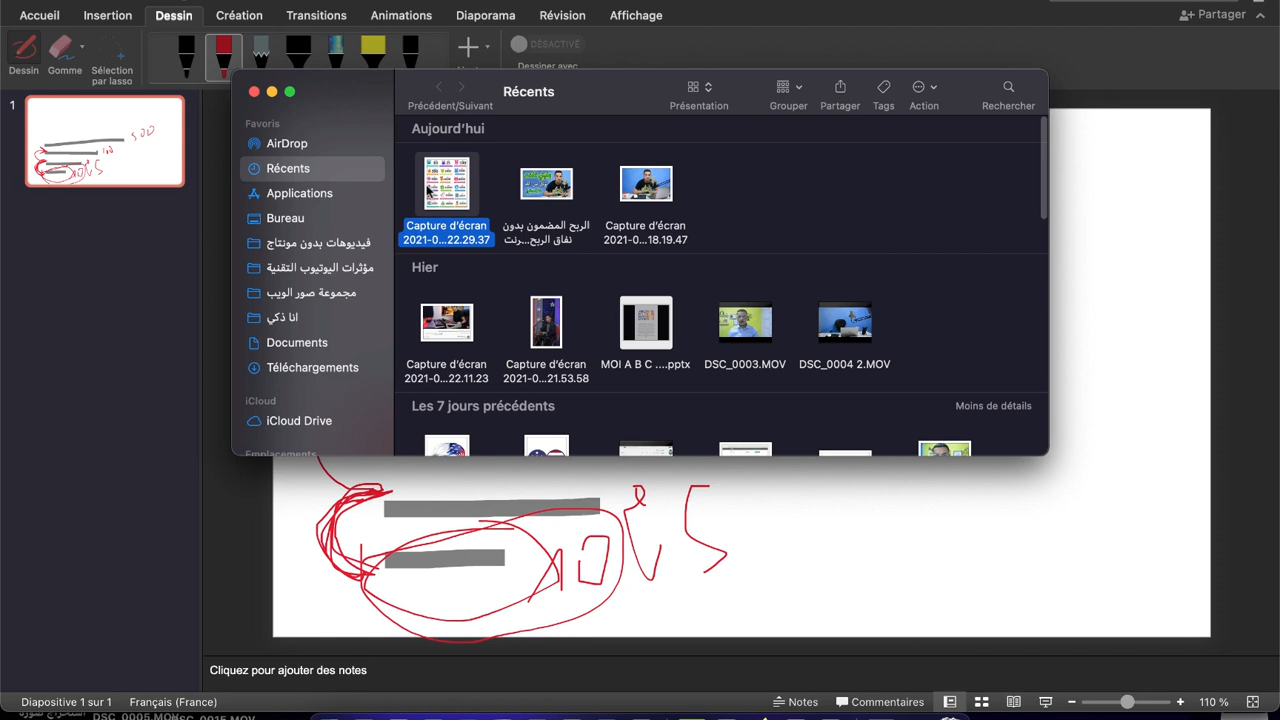 Accueil Insertion Dessin Création Transitions Animations Diaporama Révision Affichage Partager
Dessin Gomme Sélection par lasso
DÉSACTIVÉ
Dessiner avec
1
Récents
Précédent/Suivant Présentation Grouper Partager Tags Action Rechercher
Favoris
AirDrop
Récents
Applications
Bureau
فيديوهات بدون مونتاج
مؤثرات اليوتيوب التقنية
مجموعة صور الويب
انا ذكي
Documents
Téléchargements
iCloud
iCloud Drive
Emplacements
Aujourd'hui
Capture d'écran 2021-0...22.29.37
الربح المضمون بدون نفاق الربح...نرنت
Capture d'écran 2021-0...18.19.47
Hier
Capture d'écran 2021-0...22.11.23
Capture d'écran 2021-0...21.53.58
MOI A B C ....pptx
DSC_0003.MOV
DSC_0004 2.MOV
Les 7 jours précédents Moins de détails
10 5
Cliquez pour ajouter des notes
Diapositive 1 sur 1 Français (France) Notes Commentaires 110 %